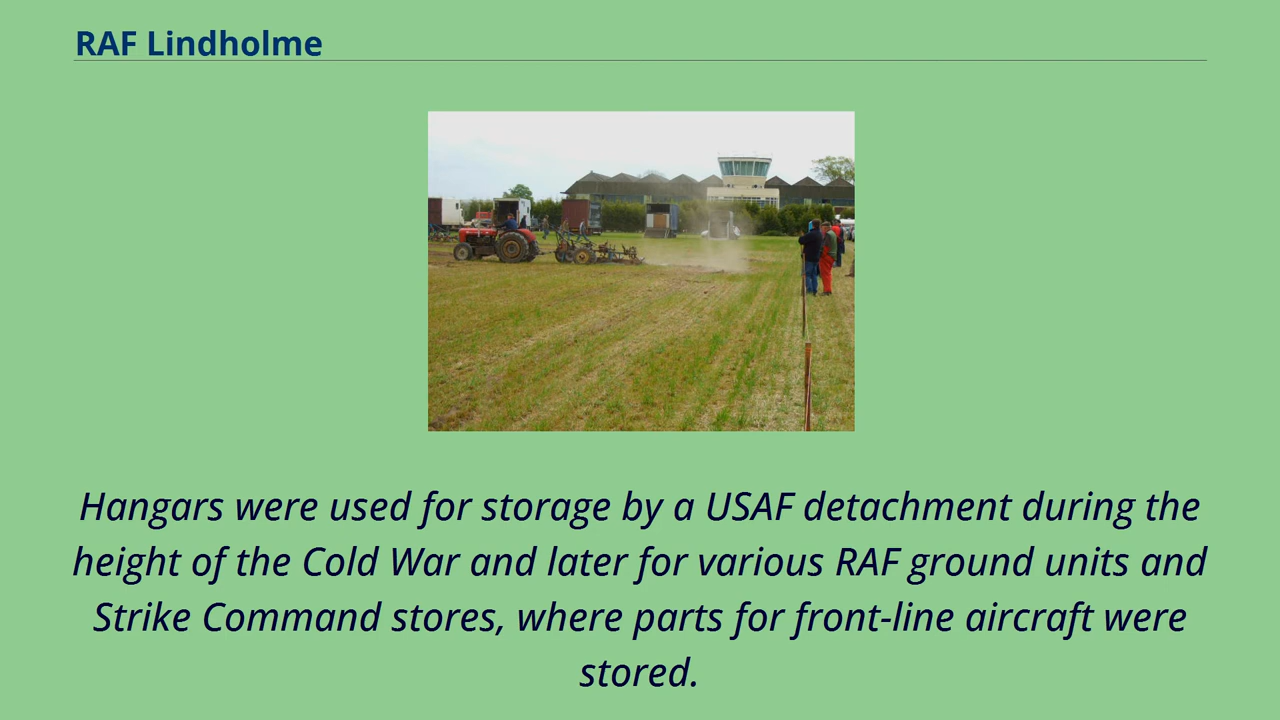 RAF Lindholme
Hangars were used for storage by a USAF detachment during the
height of the Cold War and later for various RAF ground units and
Strike Command stores, where parts for front-line aircraft were
stored.